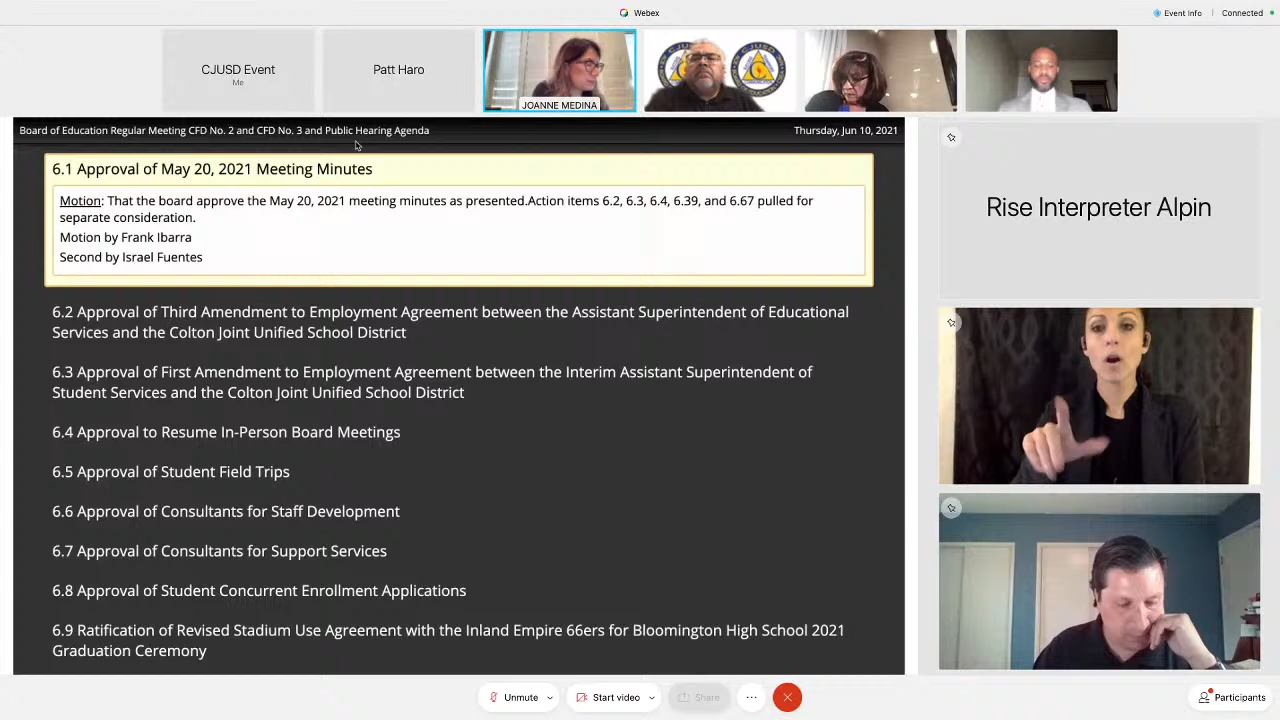 Webex
Event Info
Connected
CJUSD Event
Me
Patt Haro
JOANNE MEDINA
CJUSD
CJUSD
Board of Education Regular Meeting CFD No. 2 and CFD No. 3 and Public Hearing Agenda
Thursday, Jun 10, 2021
6.1 Approval of May 20, 2021 Meeting Minutes
Motion: That the board approve the May 20, 2021 meeting minutes as presented.Action items 6.2, 6.3, 6.4, 6.39, and 6.67 pulled for
separate consideration.
Motion by Frank Ibarra
Second by Israel Fuentes
6.2 Approval of Third Amendment to Employment Agreement between the Assistant Superintendent of Educational
Services and the Colton Joint Unified School District
6.3 Approval of First Amendment to Employment Agreement between the Interim Assistant Superintendent of
Student Services and the Colton Joint Unified School District
6.4 Approval to Resume In-Person Board Meetings
6.5 Approval of Student Field Trips
6.6 Approval of Consultants for Staff Development
6.7 Approval of Consultants for Support Services
6.8 Approval of Student Concurrent Enrollment Applications
6.9 Ratification of Revised Stadium Use Agreement with the Inland Empire 66ers for Bloomington High School 2021
Graduation Ceremony
Rise Interpreter Alpin
Unmute
Start video
Share
Participants